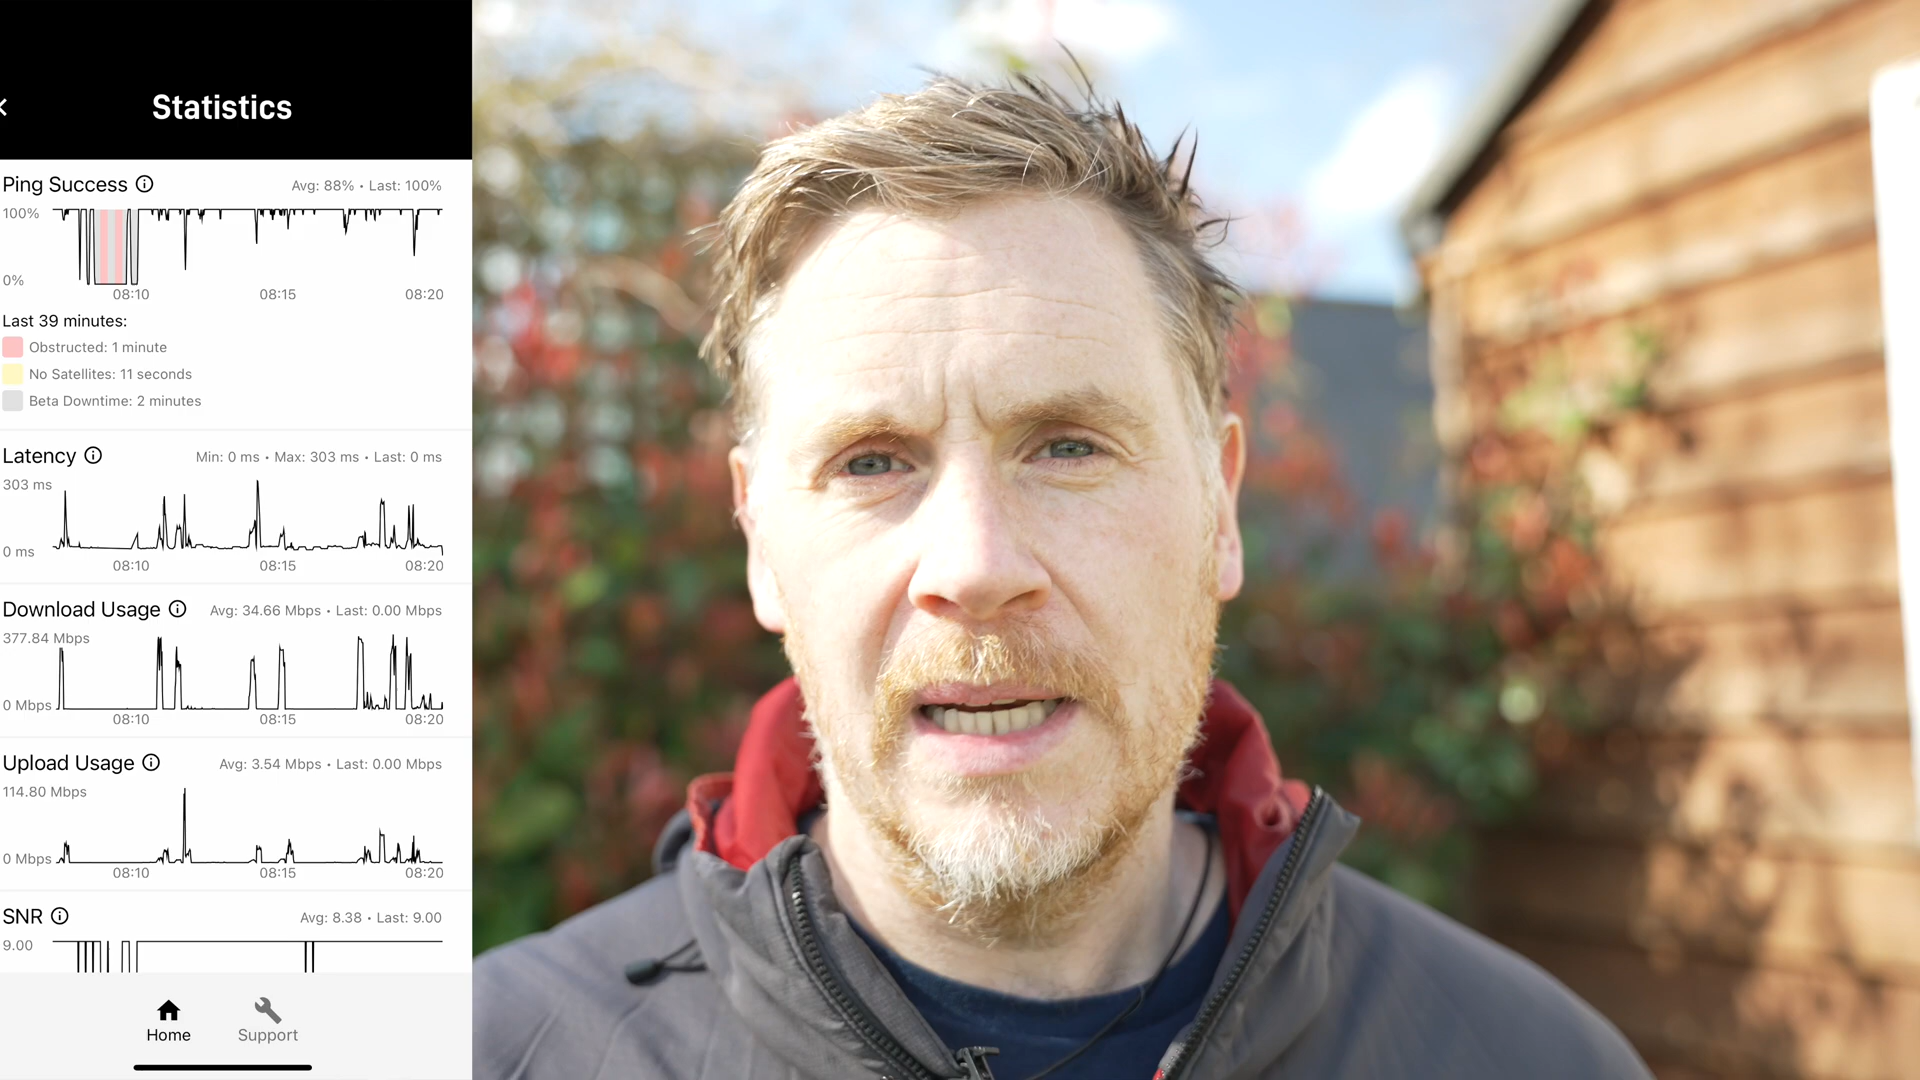 Statistics
Ping Success Avg: 88% • Last: 100%
100%
0%
08:10 08:15 08:20
Last 39 minutes:
Obstructed: 1 minute
No Satellites: 11 seconds
Beta Downtime: 2 minutes
Latency Min: 0 ms • Max: 303 ms • Last: 0 ms
303 ms
0 ms
08:10 08:15 08:20
Download Usage Avg: 34.66 Mbps • Last: 0.00 Mbps
377.84 Mbps
0 Mbps
08:10 08:15 08:20
Upload Usage Avg: 3.54 Mbps • Last: 0.00 Mbps
114.80 Mbps
0 Mbps
08:10 08:15 08:20
SNR Avg: 8.38 • Last: 9.00
9.00
Home Support